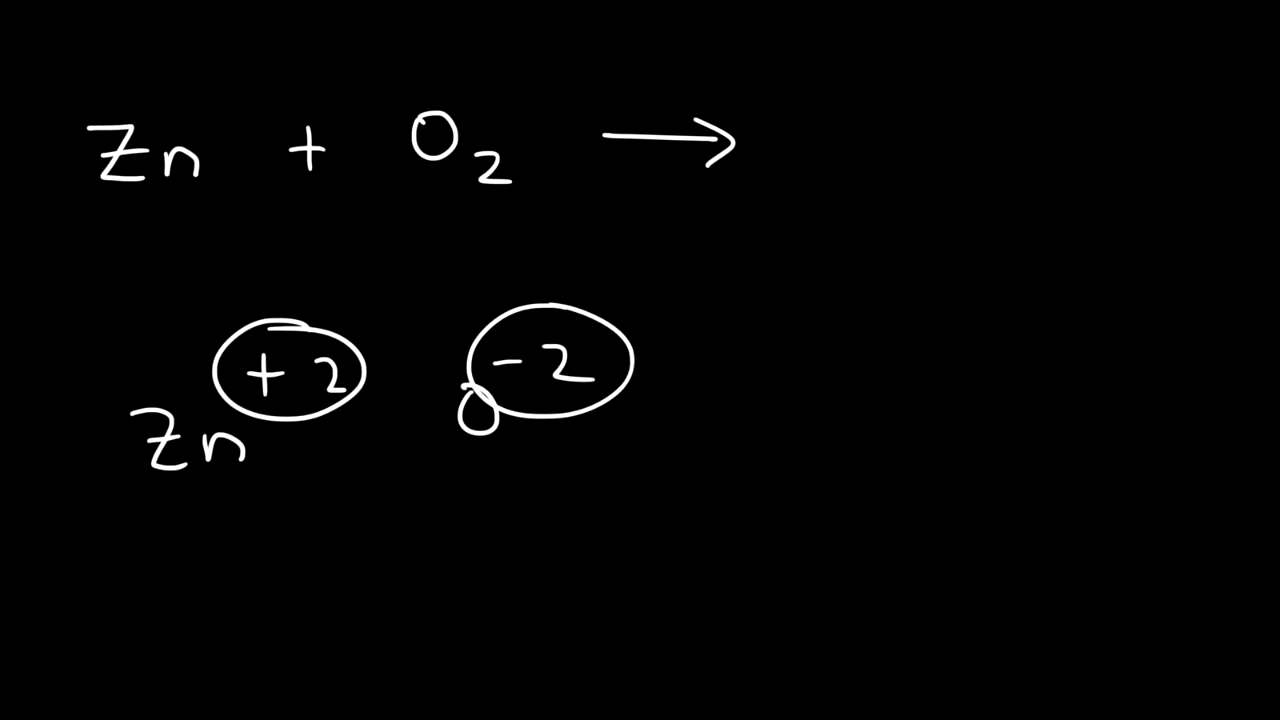 Zn + O₂ →
Zn⁺² O⁻²